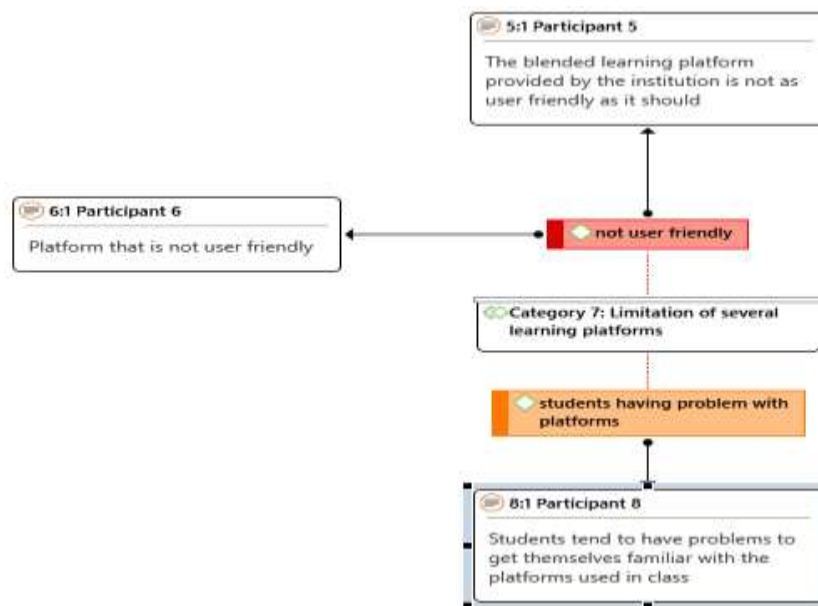 5:1 Participant 5
The blended learning platform
provided by the institution is not as
user friendly as it should
6:1 Participant 6
Platform that is not user friendly
not user friendly
Category 7: Limitation of several
learning platforms
students having problem with
platforms
8:1 Participant 8
Students tend to have problems to
get themselves familiar with the
platforms used in class